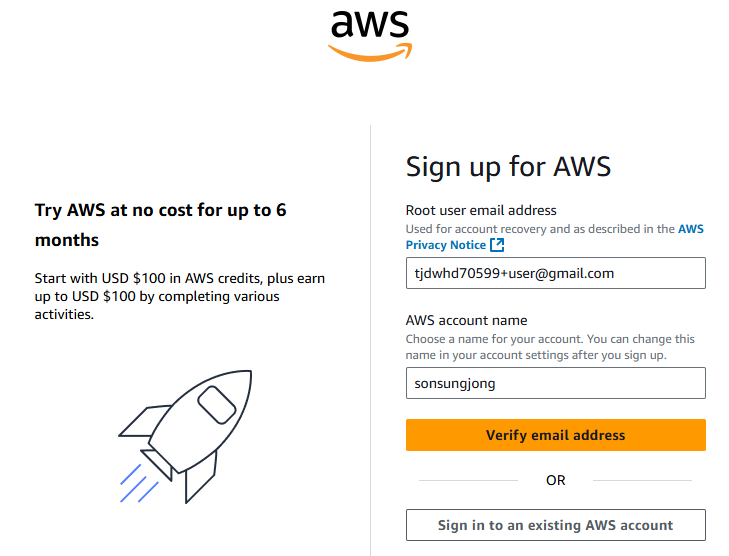 aws
Try AWS at no cost for up to 6
months
Start with USD $100 in AWS credits, plus earn
up to USD $100 by completing various
activities.
Sign up for AWS
Root user email address
Used for account recovery and as described in the AWS
Privacy Notice
tjdwhd70599+user@gmail.com
AWS account name
Choose a name for your account. You can change this
name in your account settings after you sign up.
sonsungjong
Verify email address
OR
Sign in to an existing AWS account